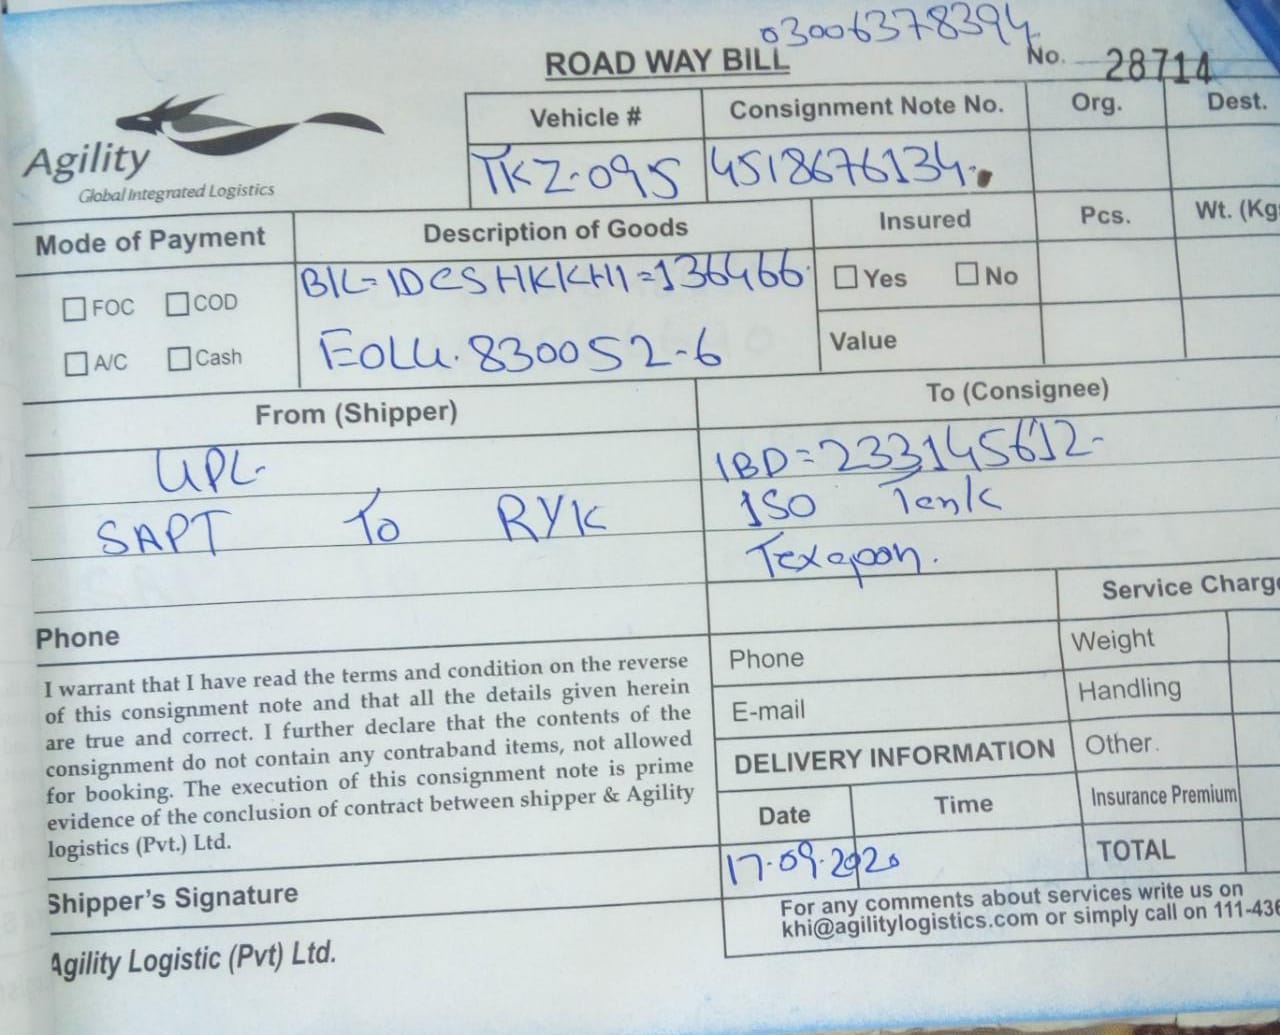 03006378394
ROAD WAY BILL
No. 28714
Agility
Global Integrated Logistics
Vehicle #
Consignment Note No.
Org.
Dest.
TKZ-095
4518676134.
Mode of Payment
Description of Goods
Insured
Pcs.
Wt. (Kg
FOC
COD
A/C
Cash
B/L=IDCSHKKHI=136466.
EOLU.830052-6
Yes
No
Value
From (Shipper)
To (Consignee)
UPL
SAPT To RYK
IBD=233145612-
ISO Tenk
Phone
I warrant that I have read the terms and condition on the reverse
of this consignment note and that all the details given herein
are true and correct. I further declare that the contents of the
consignment do not contain any contraband items, not allowed
for booking. The execution of this consignment note is prime
evidence of the conclusion of contract between shipper & Agility
logistics (Pvt.) Ltd.
Shipper's Signature
Agility Logistic (Pvt) Ltd.
Phone
E-mail
DELIVERY INFORMATION
Date
Time
17.09.2020
Service Charge
Weight
Handling
Other.
Insurance Premium
TOTAL
For any comments about services write us on
khi@agilitylogistics.com or simply call on 111-436